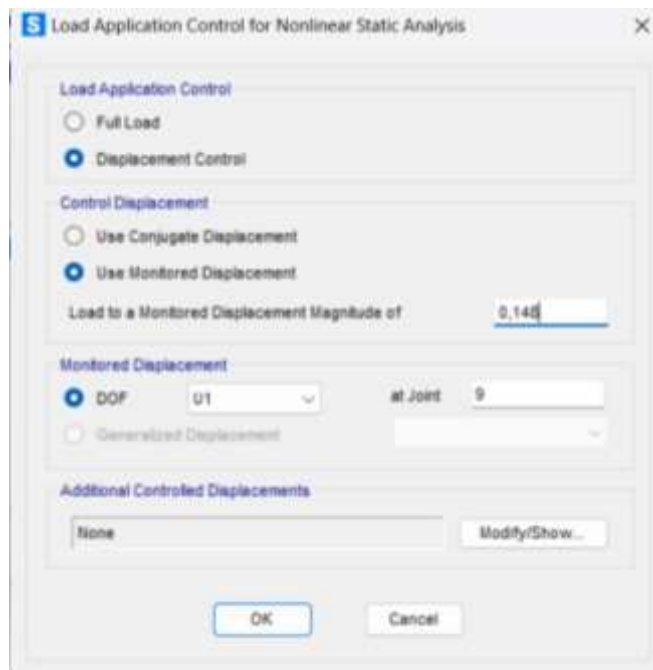 S Load Application Control for Nonlinear Static Analysis
Load Application Control
Full Load
Displacement Control
Control Displacement
Use Conjugate Displacement
Use Monitored Displacement
Load to a Monitored Displacement Magnitude of 0,148
Monitored Displacement
DOF U1 at Joint 9
Generalized Displacement
Additional Controlled Displacements
None Modify/Show...
OK Cancel